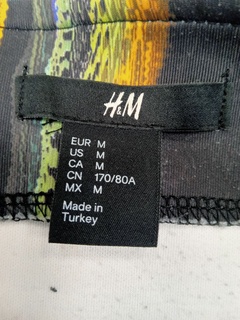 H&M
EUR M
US M
CA M
CN 170/80A
MX M
Made in
Turkey